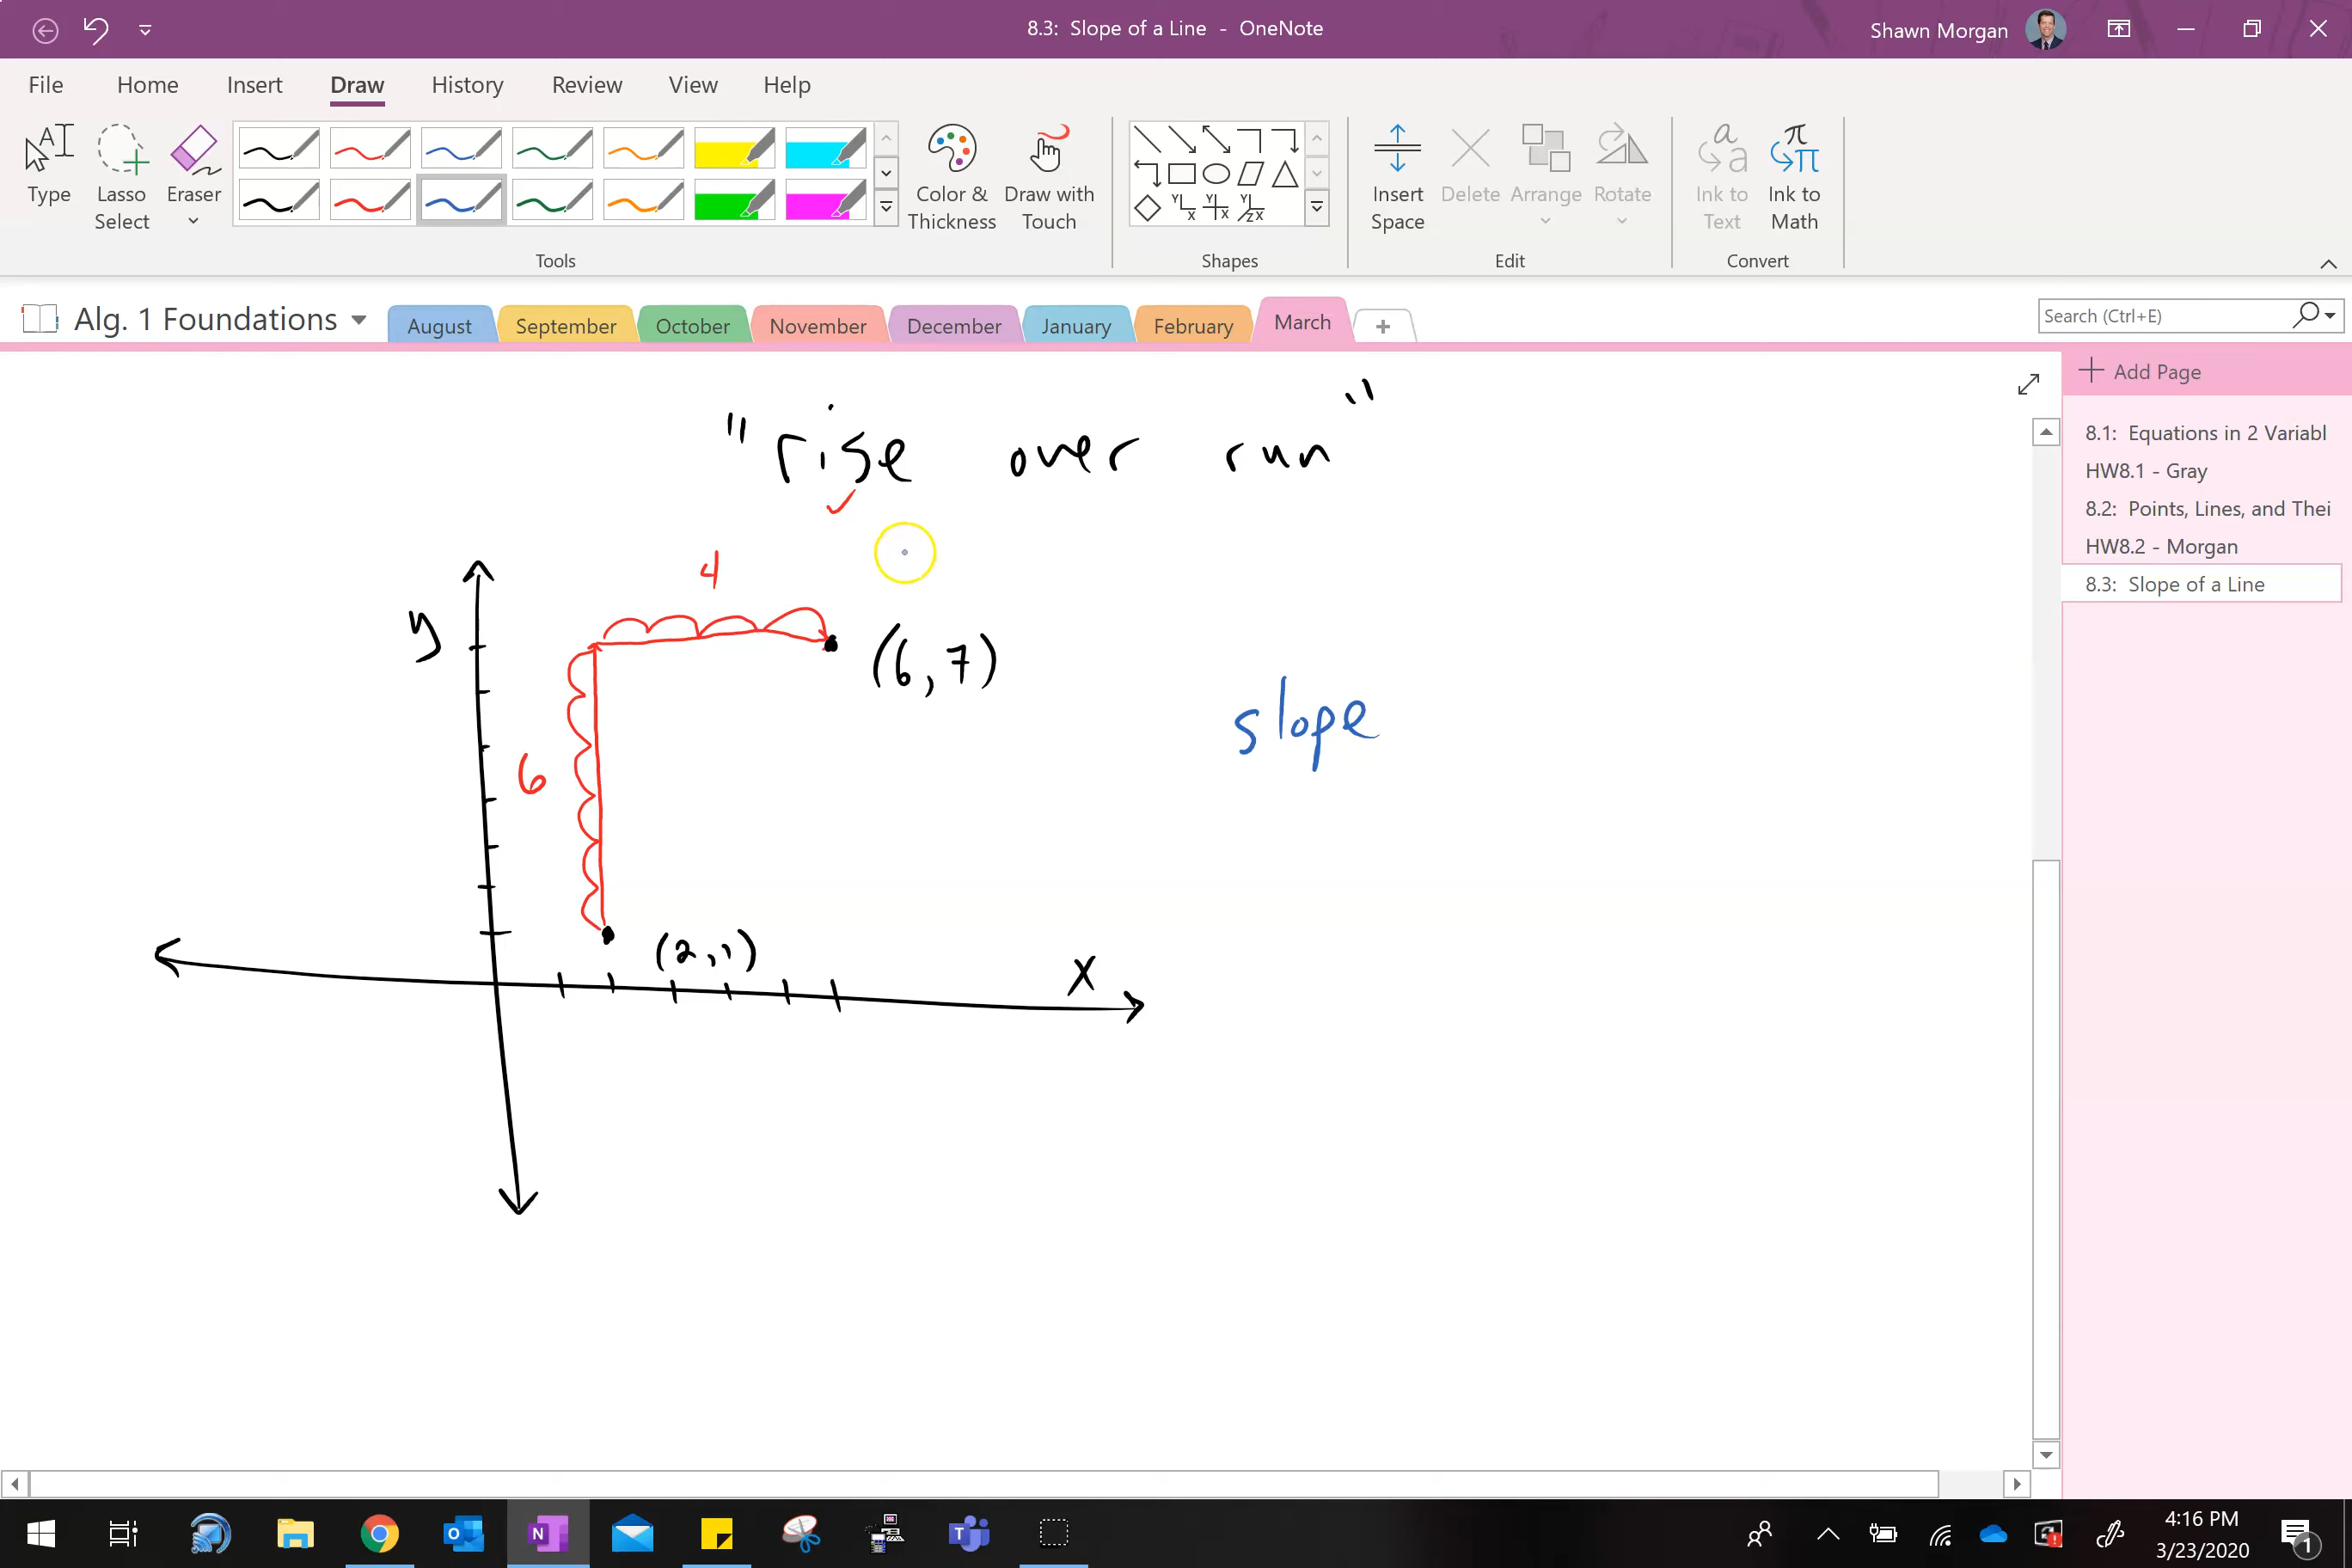 8.3: Slope of a Line - OneNote
Shawn Morgan
File Home Insert Draw History Review View Help
Type
Lasso Select
Eraser
Color & Thickness
Draw with Touch
Insert Space
Delete
Arrange
Rotate
Ink to Text
Ink to Math
Tools
Shapes
Edit
Convert
Alg. 1 Foundations
August September October November December January February March
Search (Ctrl+E)
Add Page
8.1: Equations in 2 Variabl
HW8.1 - Gray
8.2: Points, Lines, and Thei
HW8.2 - Morgan
8.3: Slope of a Line
"rise over run"
4
y
(6,7)
slope
6
(2,1)
x
4:16 PM
3/23/2020
1